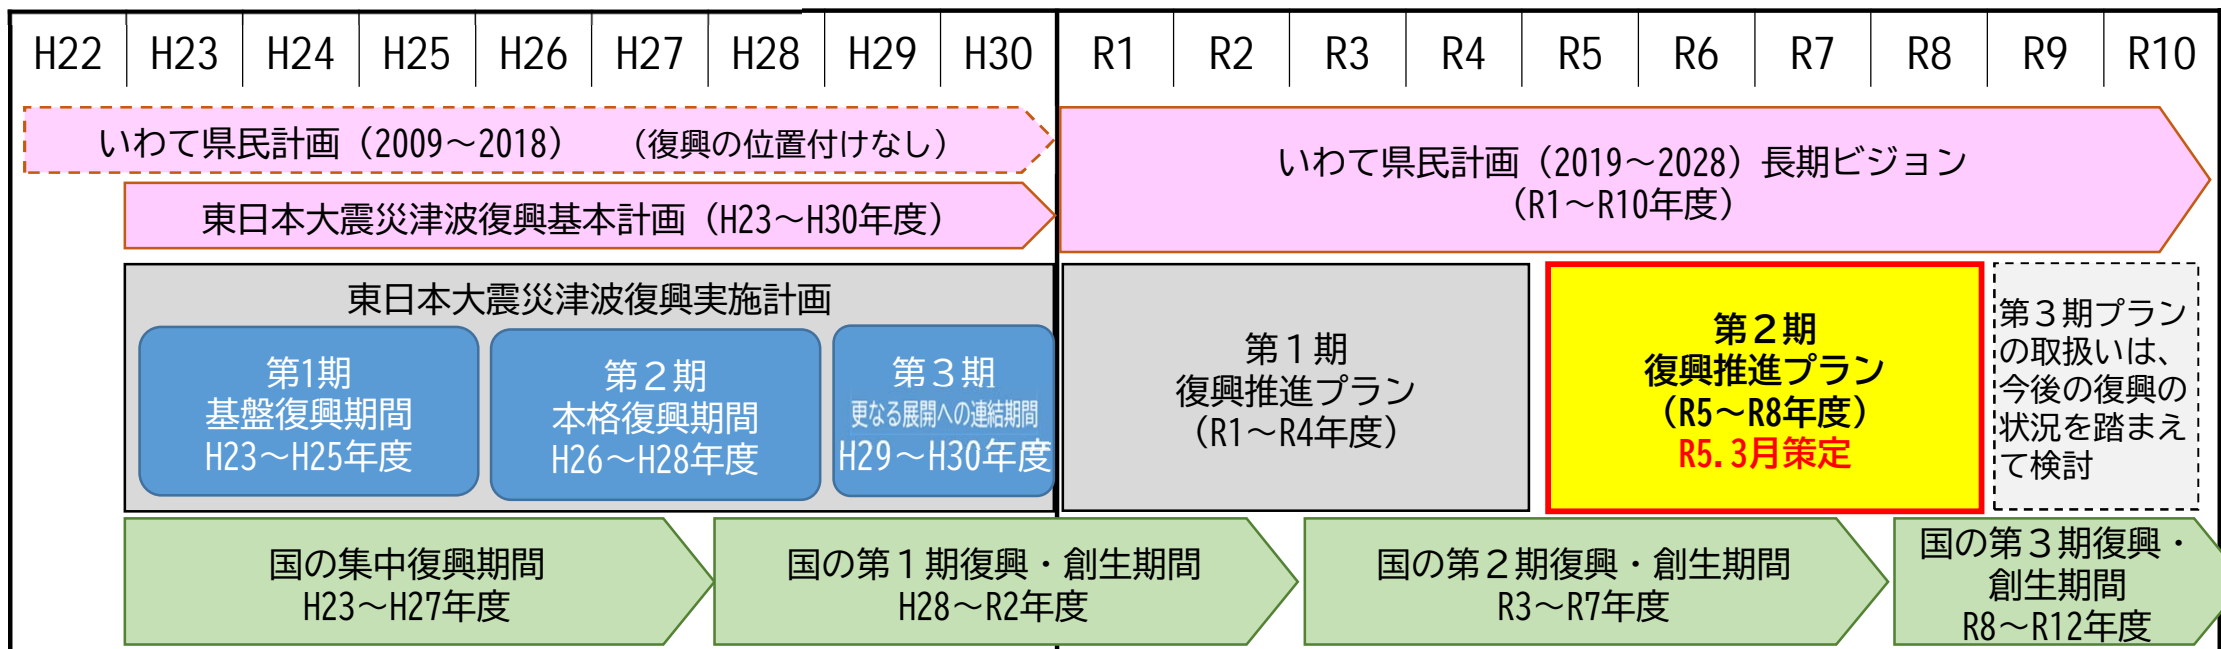 H22 H23 H24 H25 H26 H27 H28 H29 H30 R1 R2 R3 R4 R5 R6 R7 R8 R9 R10
いわて県民計画（2009～2018）　（復興の位置付けなし）
東日本大震災津波復興基本計画（H23～H30年度）
いわて県民計画（2019～2028）長期ビジョン
（R1～R10年度）
東日本大震災津波復興実施計画
第1期
基盤復興期間
H23～H25年度
第２期
本格復興期間
H26～H28年度
第３期
更なる展開への連結期間
H29～H30年度
第１期
復興推進プラン
（R1～R4年度）
第２期
復興推進プラン
（R5～R8年度）
R5.3月策定
第３期プラン
の取扱いは、
今後の復興の
状況を踏まえ
て検討
国の集中復興期間
H23～H27年度
国の第１期復興・創生期間
H28～R2年度
国の第２期復興・創生期間
R3～R7年度
国の第３期復興・
創生期間
R8～R12年度